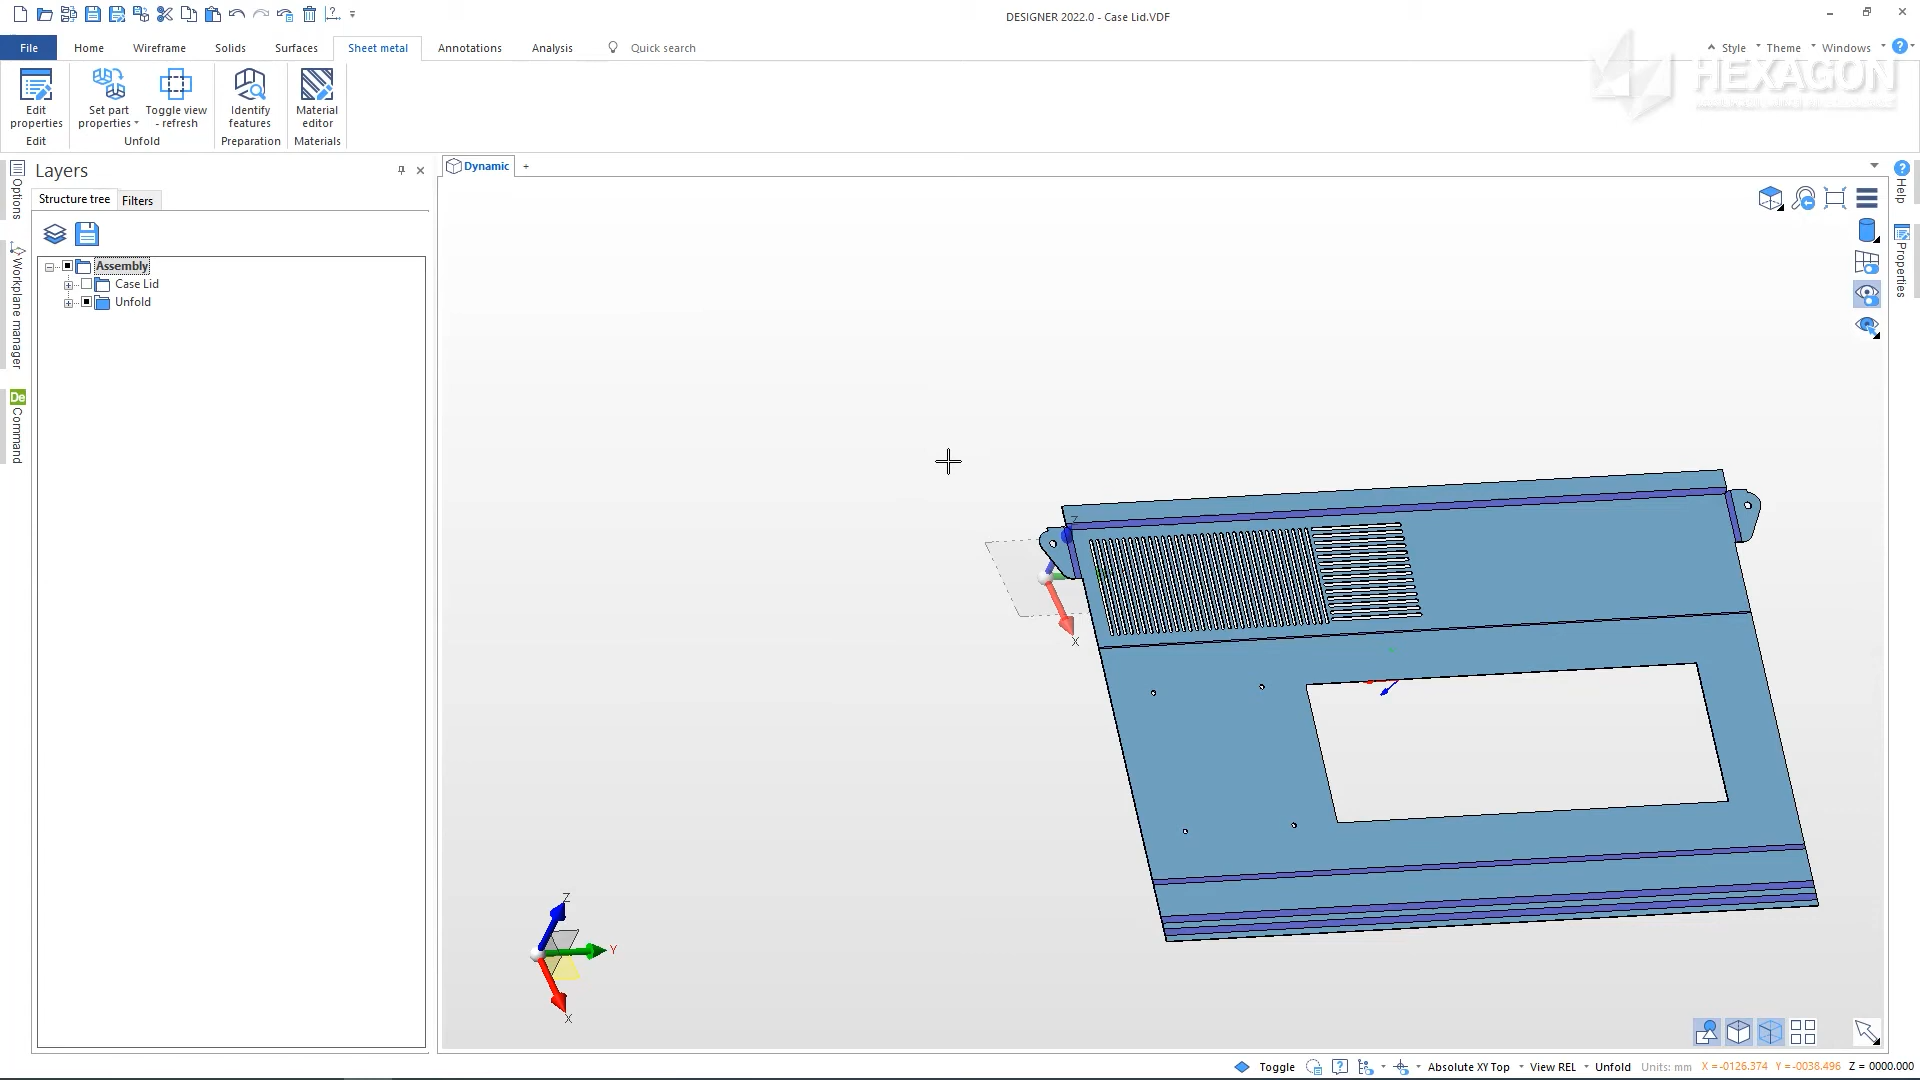 DESIGNER 2022.0 - Case Lid.VDF
File Home Wireframe Solids Surfaces Sheet metal Annotations Analysis Quick search Style Theme Windows
HEXAGON
MANUFACTURING INTELLIGENCE
Edit properties
Set part properties
Toggle view - refresh
Identify features
Material editor
Edit Unfold Preparation Materials
Layers
Structure tree Filters
Assembly
Case Lid
Unfold
Options
Workplane manager
De Command
Dynamic +
Help
Properties
Z
X
Z
Y
X
Toggle Absolute XY Top View REL Unfold Units: mm X =-0126.374 Y =-0038.496 Z = 0000.000